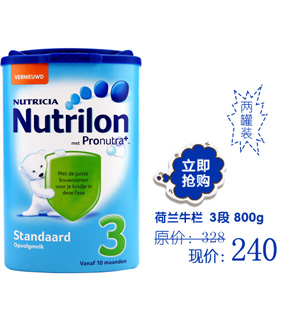 VERNIEUWD
NUTRICIA
Nutrilon
met Pronutra+
Met de juiste
bouwstenen
voor je kindje in
deze fase
Standaard
Opvolgmelk
3
Vanaf 10 maanden
两罐装
立即
抢购
荷兰牛栏 3段 800g
原价：328
现价：240